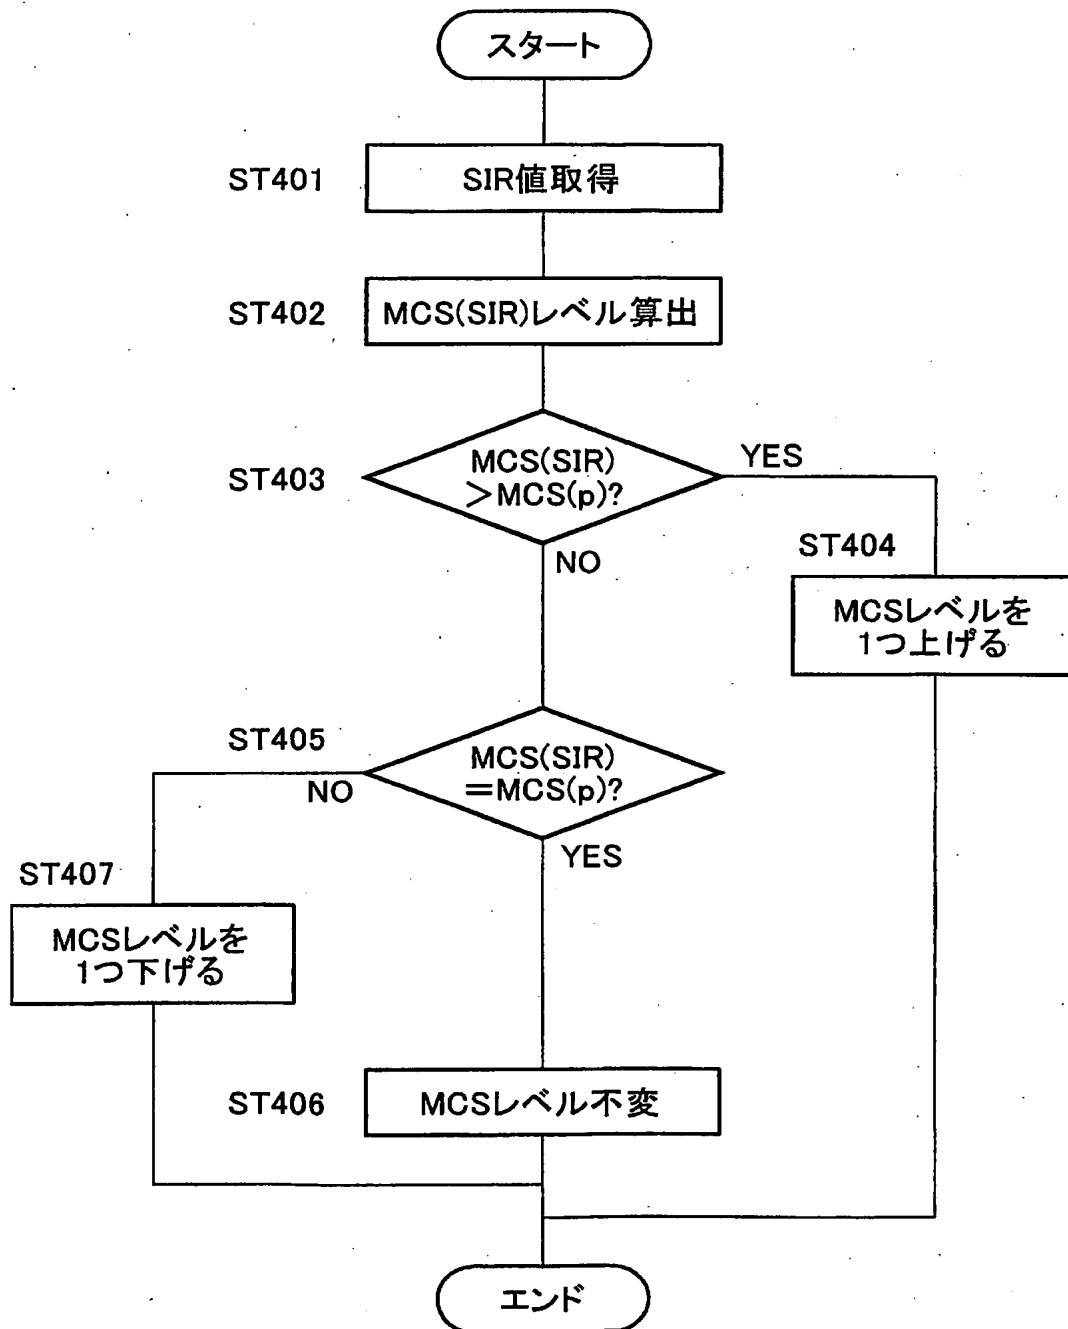 スタート
ST401
SIR値取得
ST402
MCS(SIR)レベル算出
ST403
MCS(SIR)
＞MCS(p)?
YES
NO
ST404
MCSレベルを
1つ上げる
ST405
MCS(SIR)
＝MCS(p)?
NO
YES
ST407
MCSレベルを
1つ下げる
ST406
MCSレベル不変
エンド